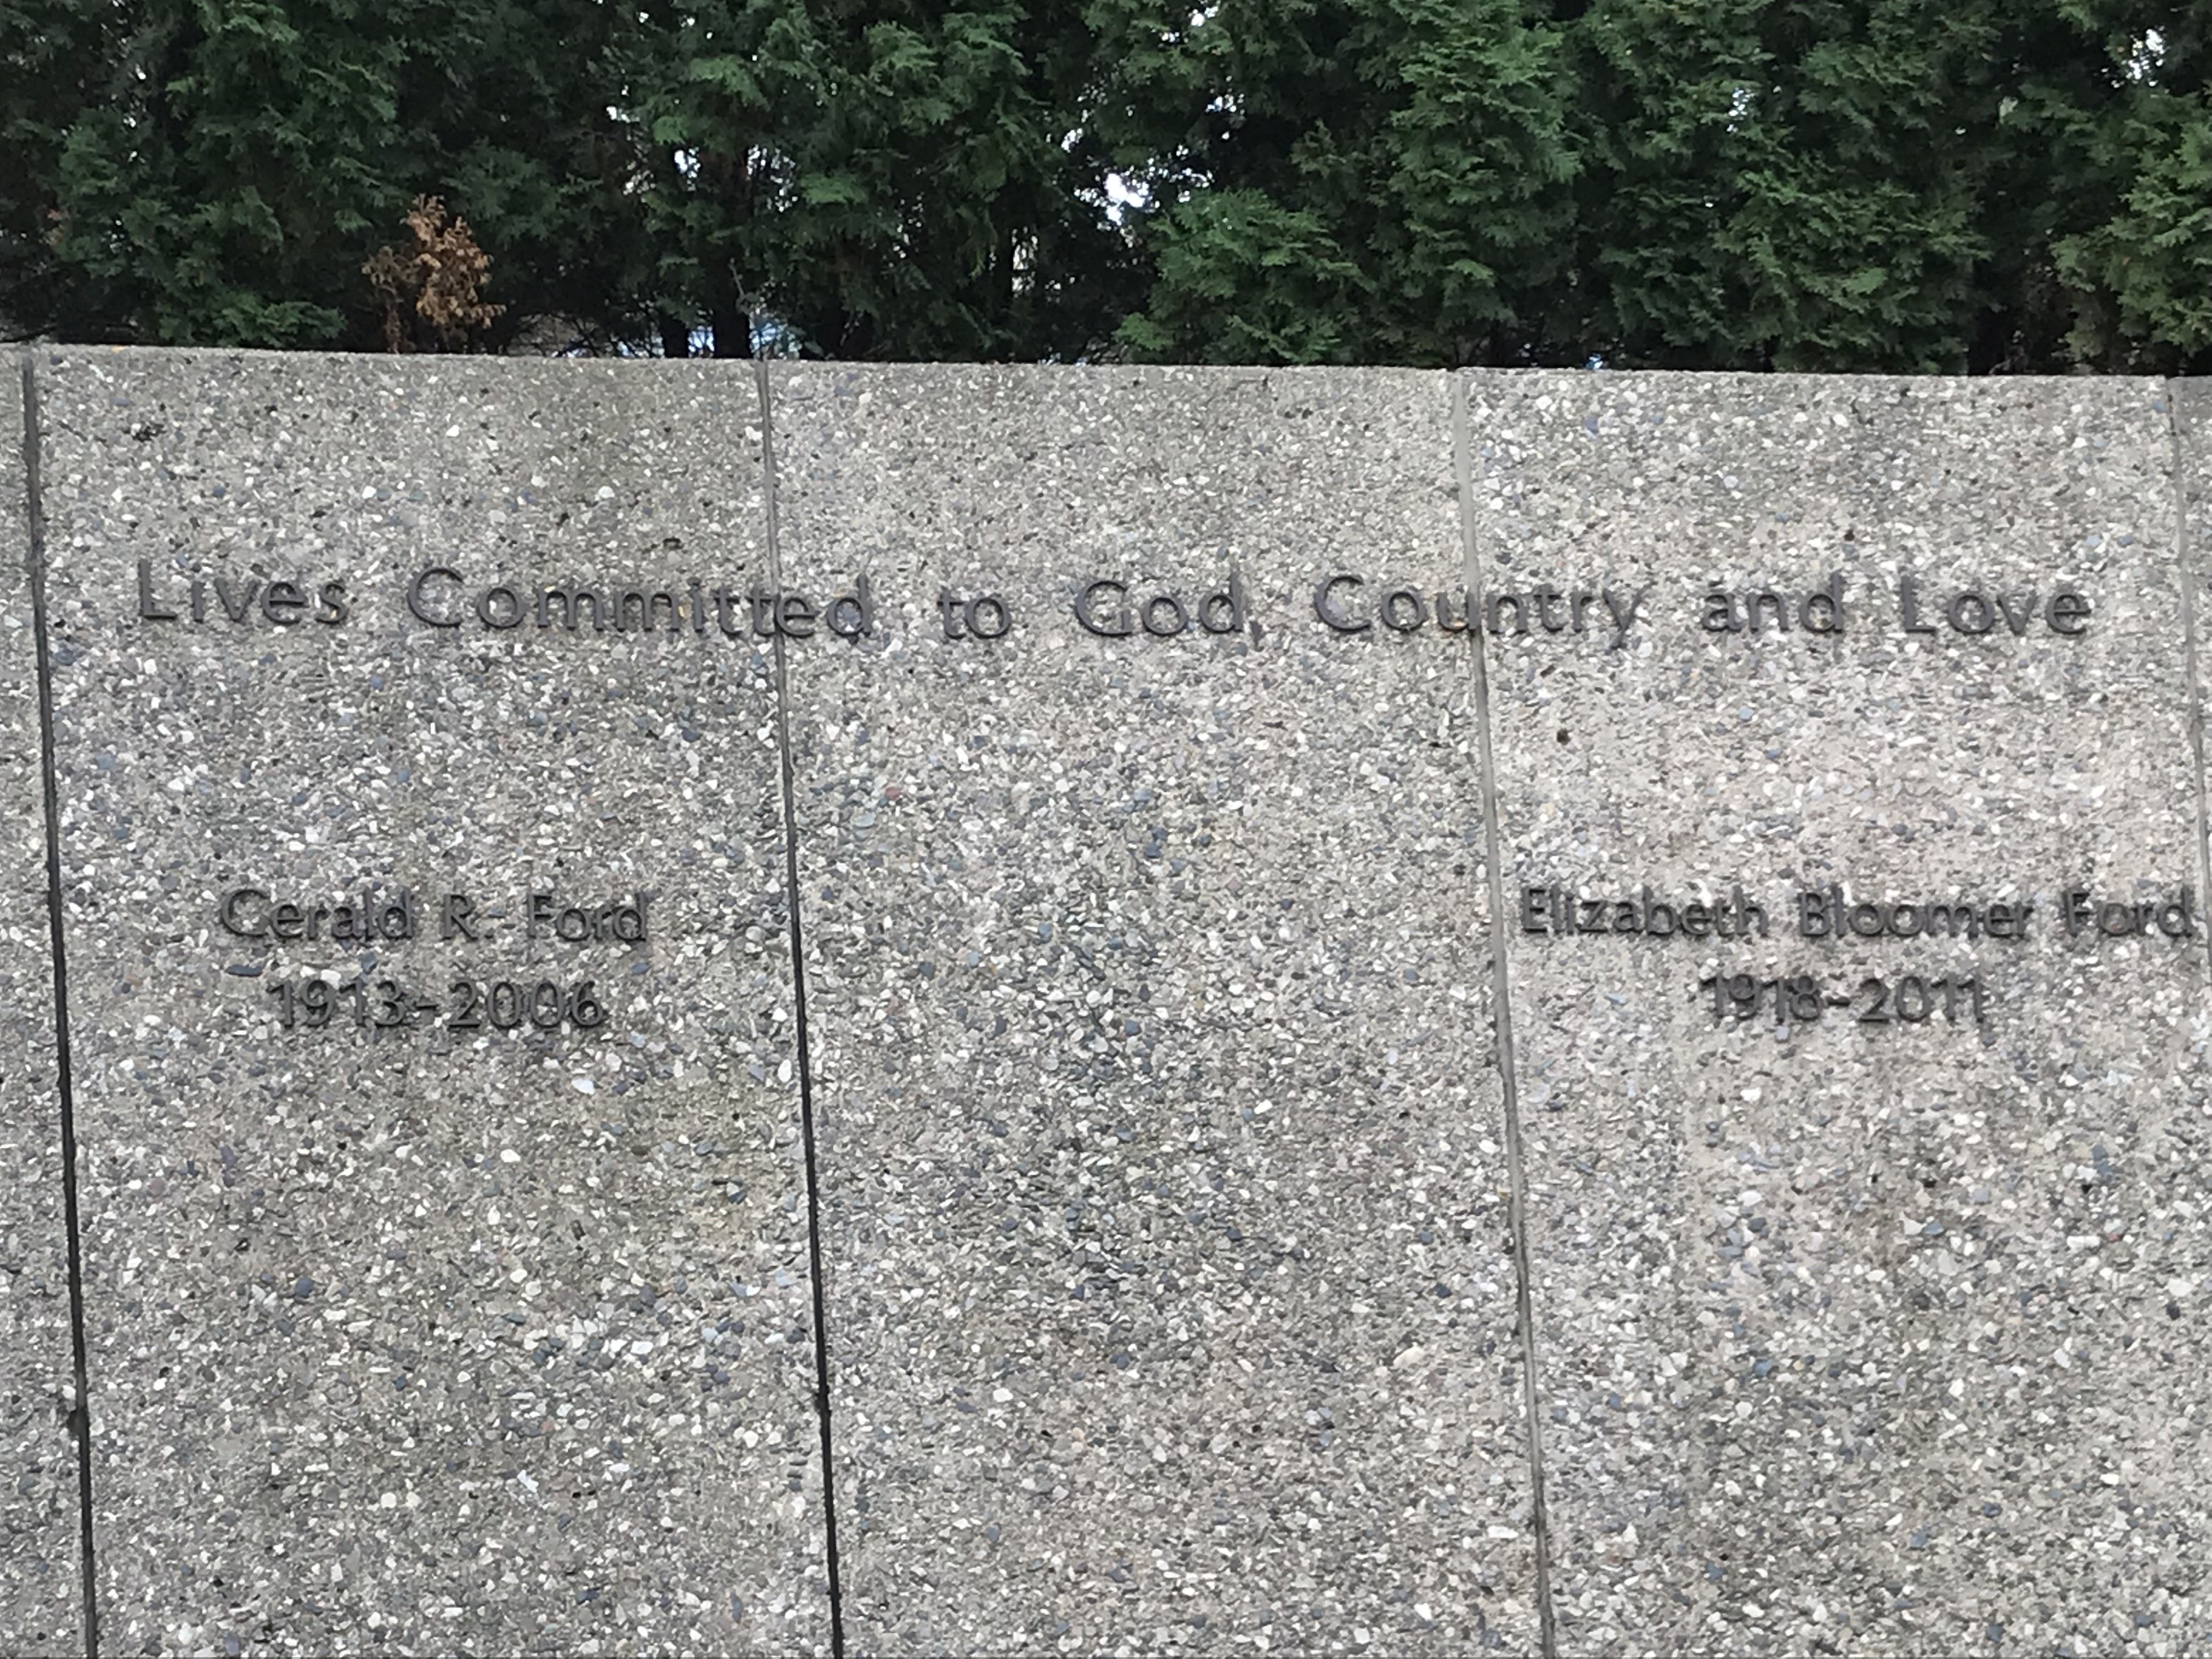 Lives Committed to God, Country and Love
Gerald R. Ford
1913-2006
Elizabeth Bloomer Ford
1918-2011